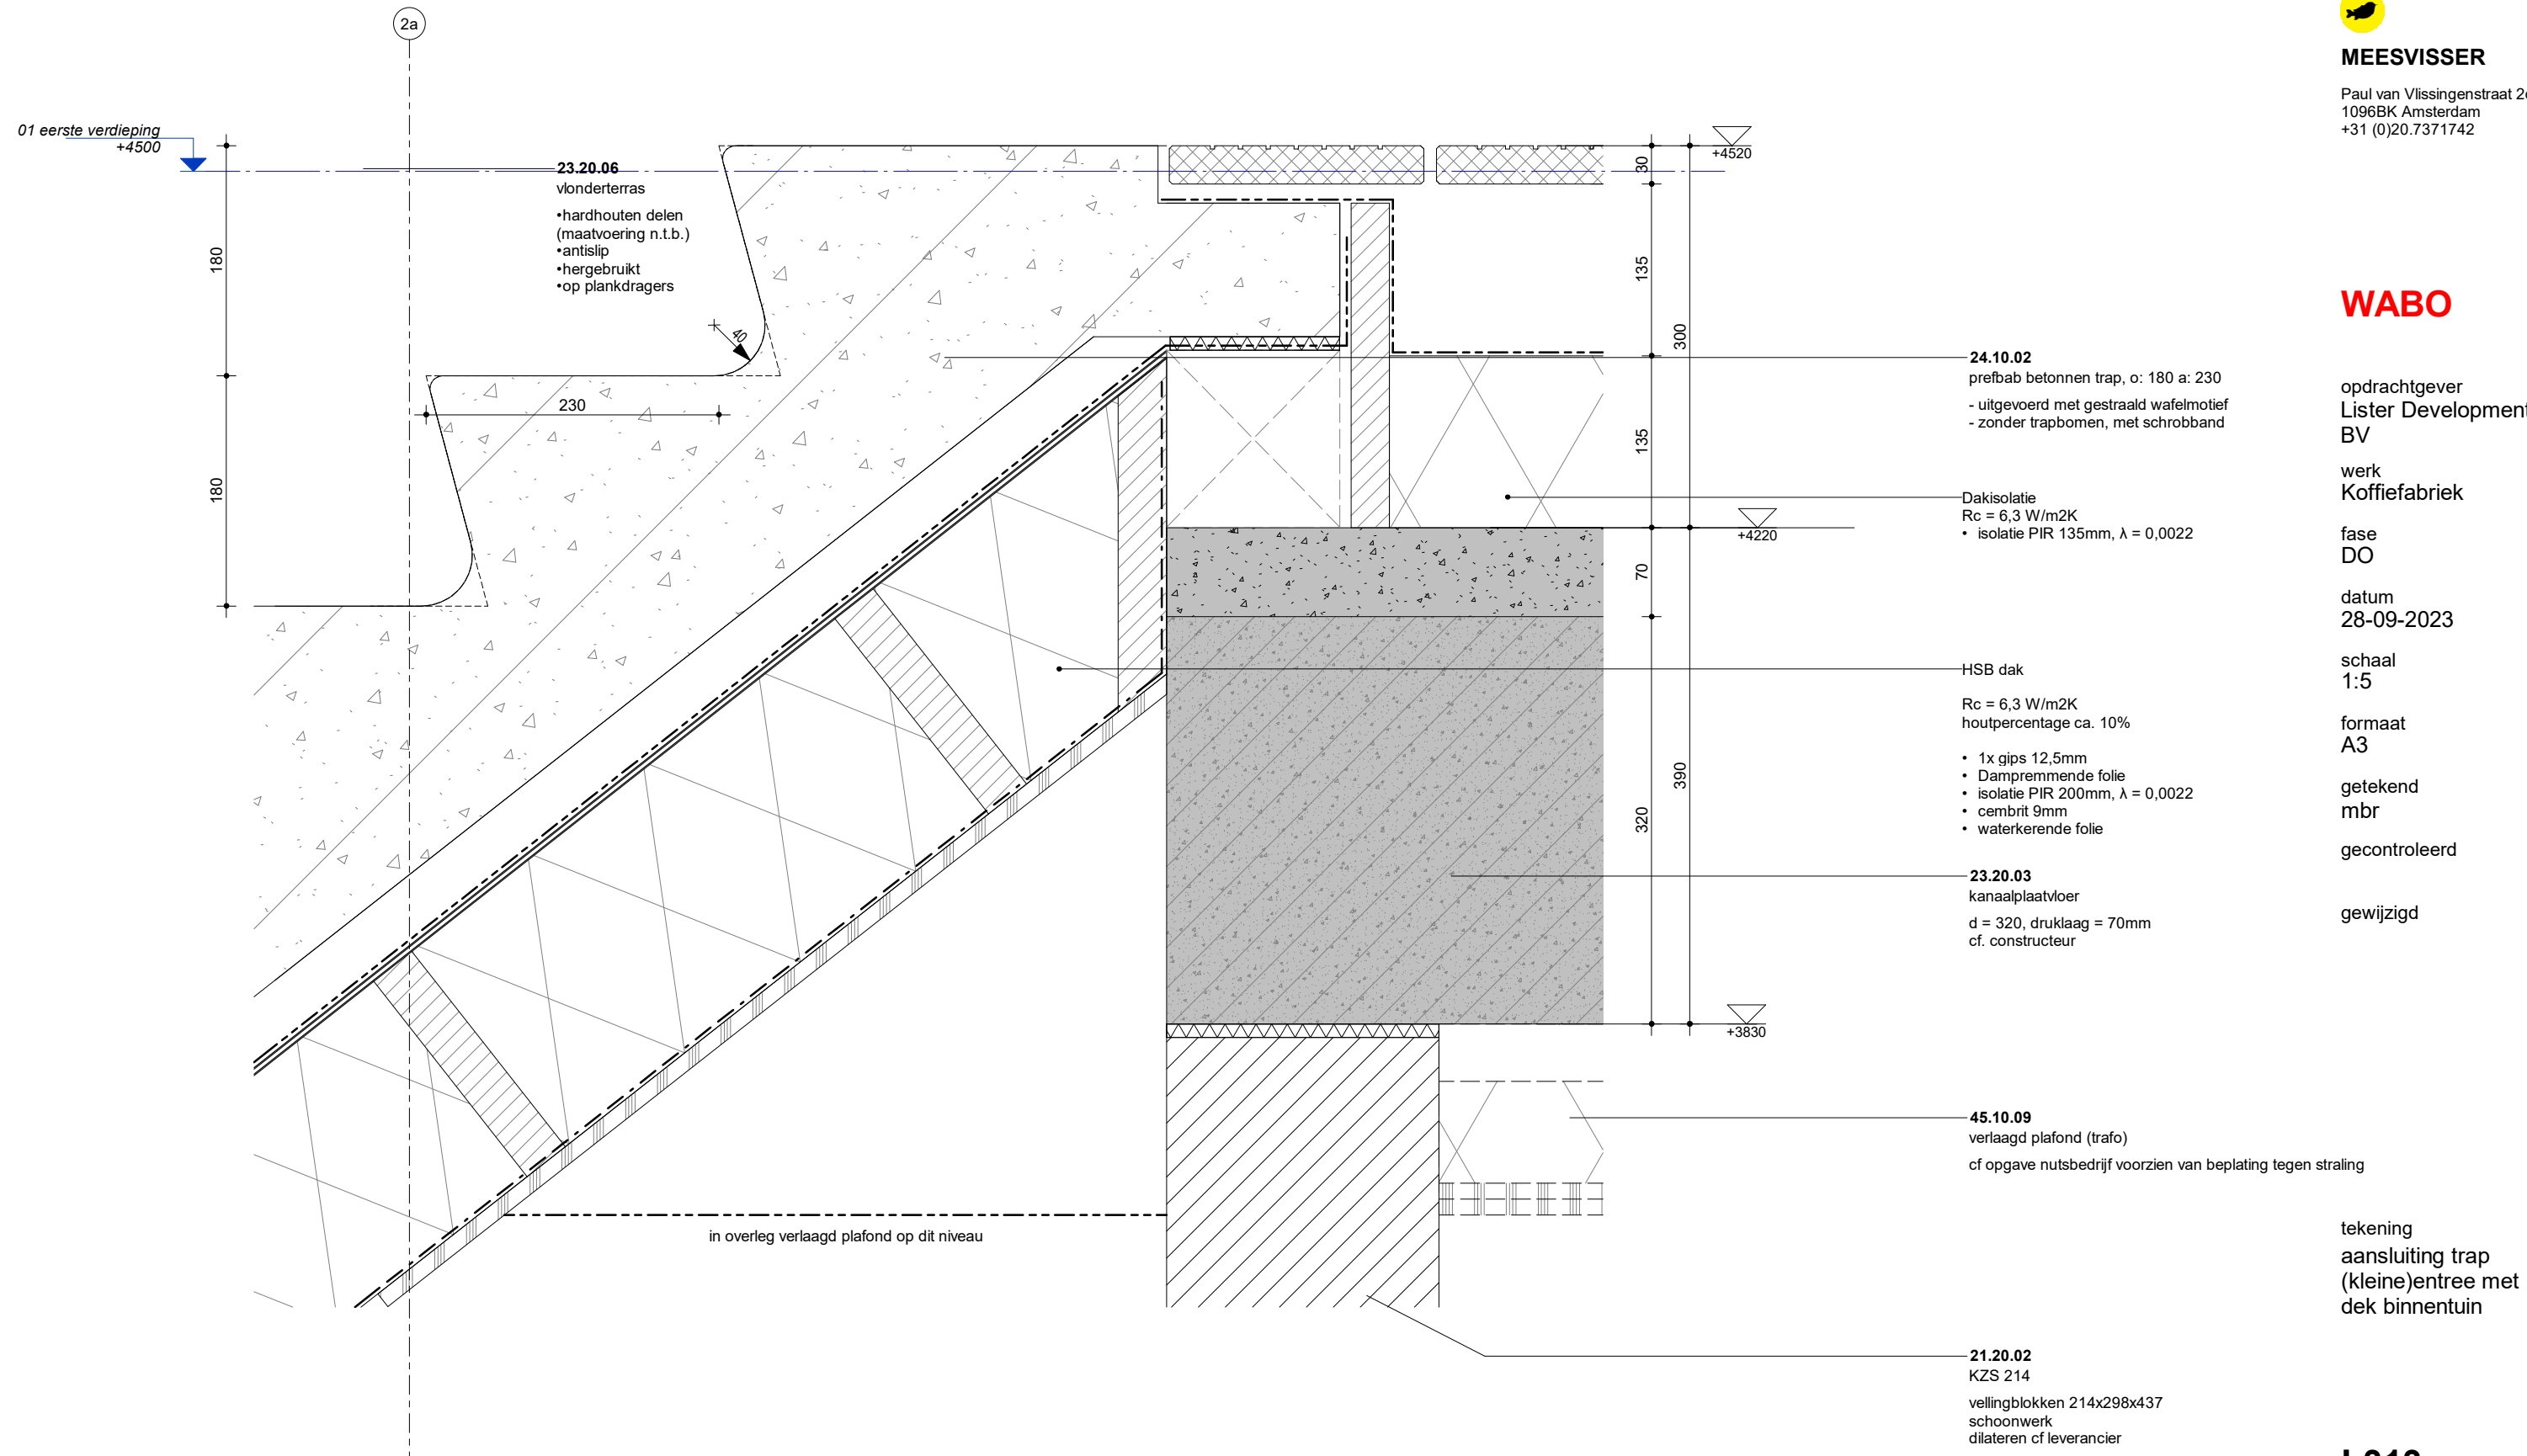 2a
01 eerste verdieping
+4500
23.20.06
vlonderterras
•hardhouten delen
(maatvoering n.t.b.)
•antislip
•hergebruikt
•op plankdragers
180
180
230
40
30
135
135
70
320
300
390
+4520
+4220
+3830
24.10.02
prefbab betonnen trap, o: 180 a: 230
- uitgevoerd met gestraald wafelmotief
- zonder trapbomen, met schrobband
Dakisolatie
Rc = 6,3 W/m2K
• isolatie PIR 135mm, λ = 0,0022
HSB dak
Rc = 6,3 W/m2K
houtpercentage ca. 10%
• 1x gips 12,5mm
• Dampremmende folie
• isolatie PIR 200mm, λ = 0,0022
• cembrit 9mm
• waterkerende folie
23.20.03
kanaalplaatvloer
d = 320, druklaag = 70mm
cf. constructeur
45.10.09
verlaagd plafond (trafo)
cf opgave nutsbedrijf voorzien van beplating tegen straling
in overleg verlaagd plafond op dit niveau
21.20.02
KZS 214
vellingblokken 214x298x437
schoonwerk
dilateren cf leverancier
MEESVISSER
Paul van Vlissingenstraat
1096BK Amsterdam
+31 (0)20.7371742
WABO
opdrachtgever
Lister Development
BV
werk
Koffiefabriek
fase
DO
datum
28-09-2023
schaal
1:5
formaat
A3
getekend
mbr
gecontroleerd
gewijzigd
tekening
aansluiting trap
(kleine)entree met
dek binnentuin